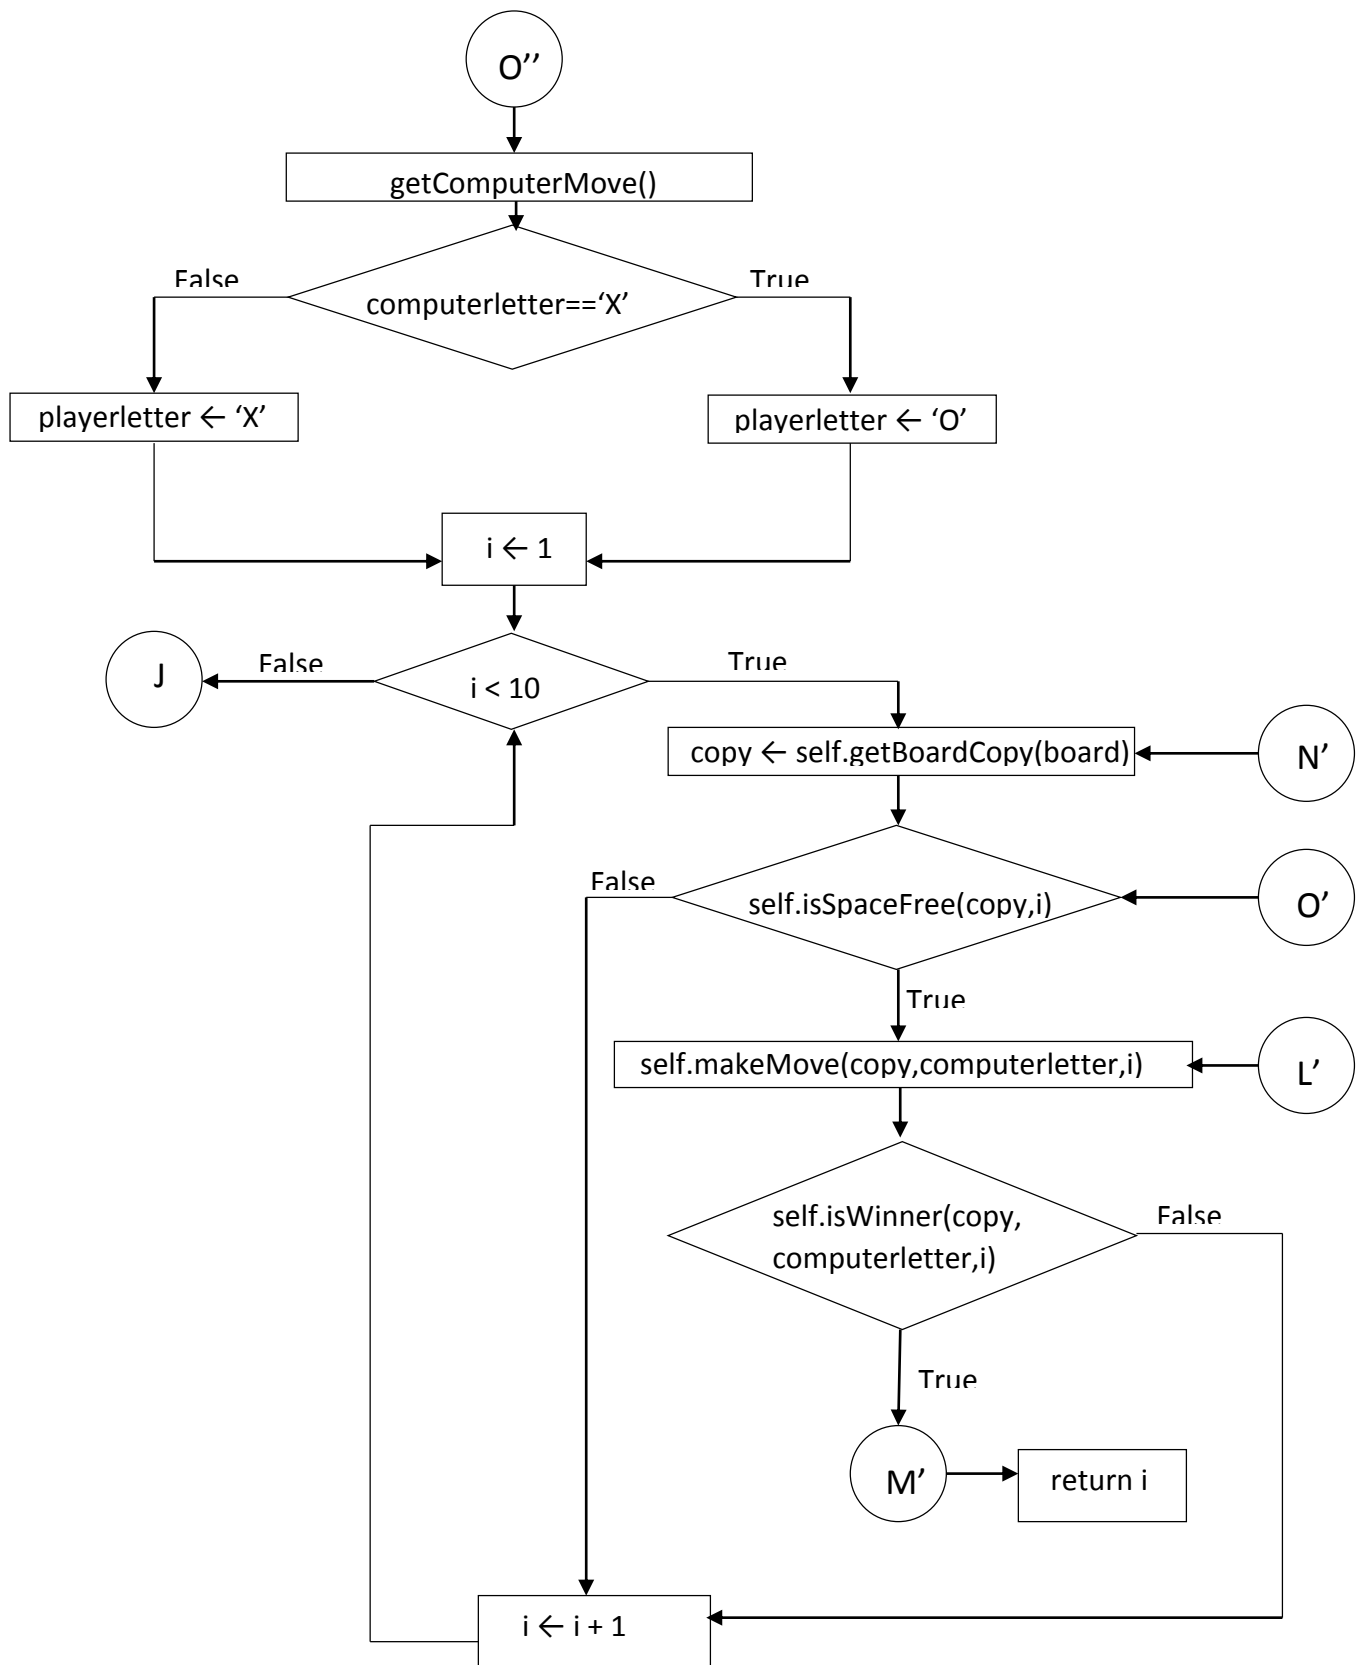 O’’
getComputerMove()
False
True
computerletter==‘X’
playerletter ← ‘X’
playerletter ← ‘O’
i ← 1
J
False
True
i < 10
copy ← self.getBoardCopy(board)
N’
False
self.isSpaceFree(copy,i)
O’
True
self.makeMove(copy,computerletter,i)
L’
self.isWinner(copy,
computerletter,i)
False
True
M’
return i
i ← i + 1